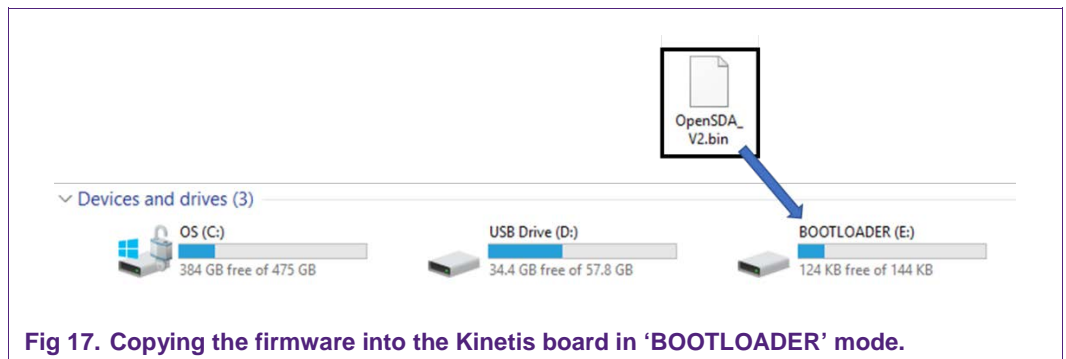 OpenSDA_
V2.bin
Devices and drives (3)
OS (C:)
384 GB free of 475 GB
USB Drive (D:)
34.4 GB free of 57.8 GB
BOOTLOADER (E:)
124 KB free of 144 KB
Fig 17. Copying the firmware into the Kinetis board in ‘BOOTLOADER’ mode.